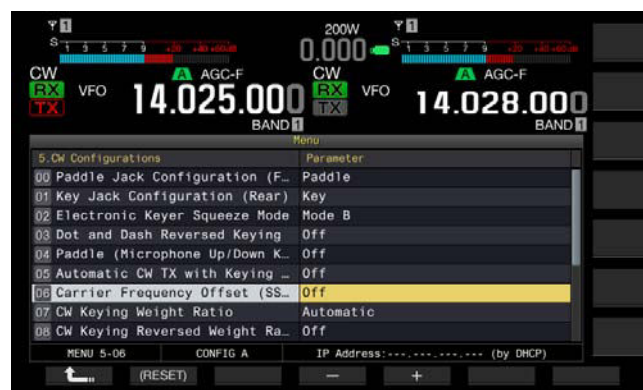 1 200W 1
S 1 3 5 7 9 +20 +40 +60dB 0.000 S 1 3 5 7 9 +20 +40 +60dB
CW A AGC-F CW A AGC-F
RX VFO 14.025.000 RX VFO 14.028.000
TX TX
BAND 1 BAND 1
Menu
5.CW Configurations Parameter
00 Paddle Jack Configuration (F… Paddle
01 Key Jack Configuration (Rear) Key
02 Electronic Keyer Squeeze Mode Mode B
03 Dot and Dash Reversed Keying Off
04 Paddle (Microphone Up/Down K… Off
05 Automatic CW TX with Keying … Off
06 Carrier Frequency Offset (SS… Off
07 CW Keying Weight Ratio Automatic
08 CW Keying Reversed Weight Ra… Off
MENU 5-06 CONFIG A IP Address:---.---.---.--- (by DHCP)
(RESET) − +